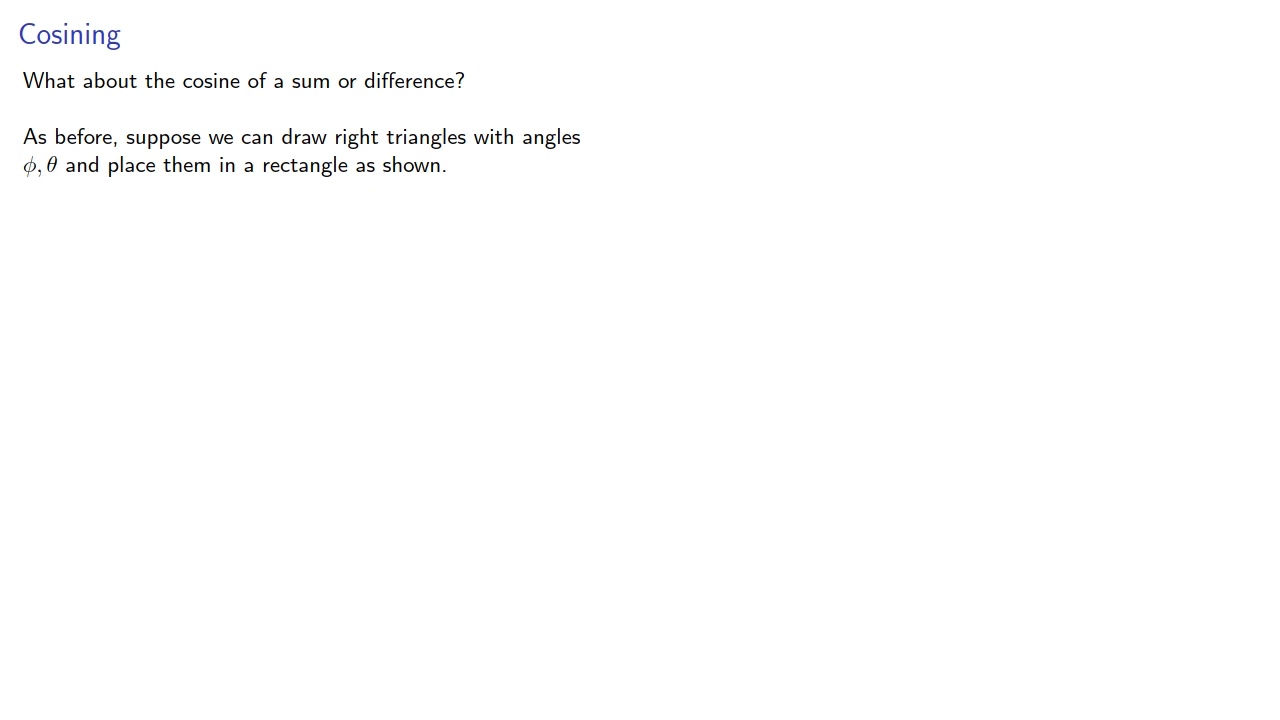 Cosining
What about the cosine of a sum or difference?
As before, suppose we can draw right triangles with angles
ϕ, θ and place them in a rectangle as shown.